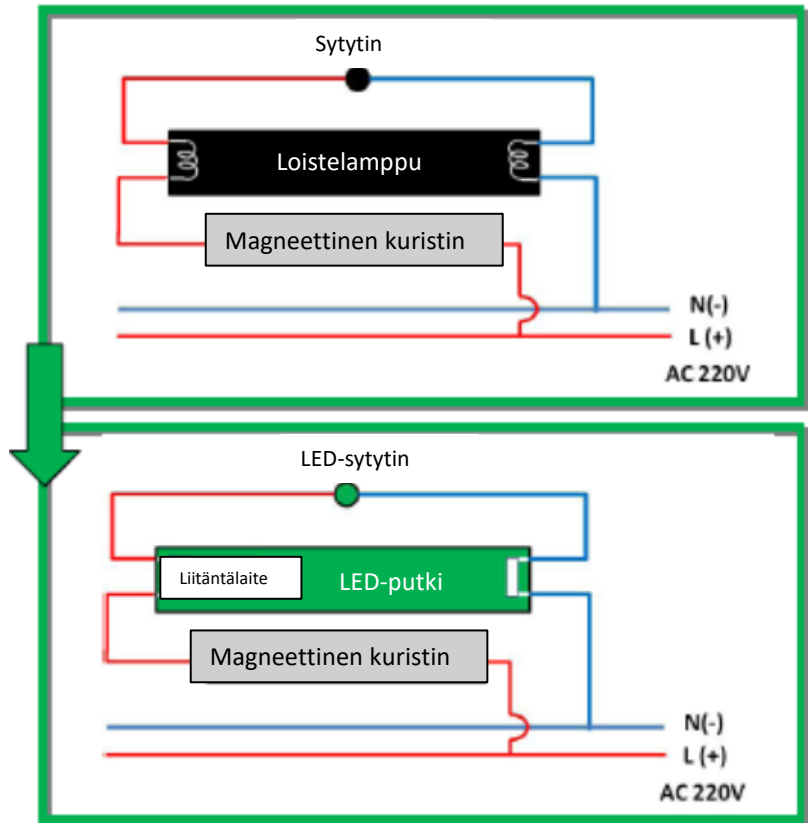 Sytytin
Loistelamppu
Magneettinen kuristin
N(-)
L (+)
AC 220V
LED-sytytin
Liitäntälaite
LED-putki
Magneettinen kuristin
N(-)
L (+)
AC 220V